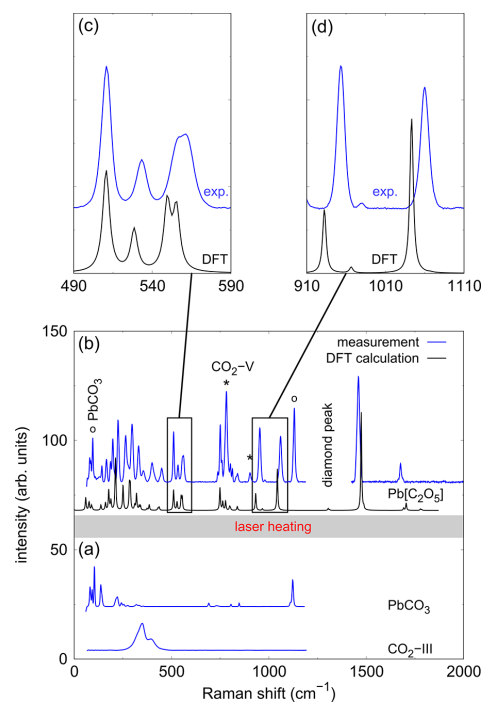 (c)
(d)
exp.
exp.
DFT
DFT
490 540 590
910 1010 1110
150
(b)
CO₂−V
measurement
DFT calculation
*
o PbCO₃
o
*
100
diamond peak
Pb[C₂O₅]
laser heating
50
(a)
25
PbCO₃
CO₂−III
0
0 500 1000 1500 2000
intensity (arb. units)
Raman shift (cm⁻¹)